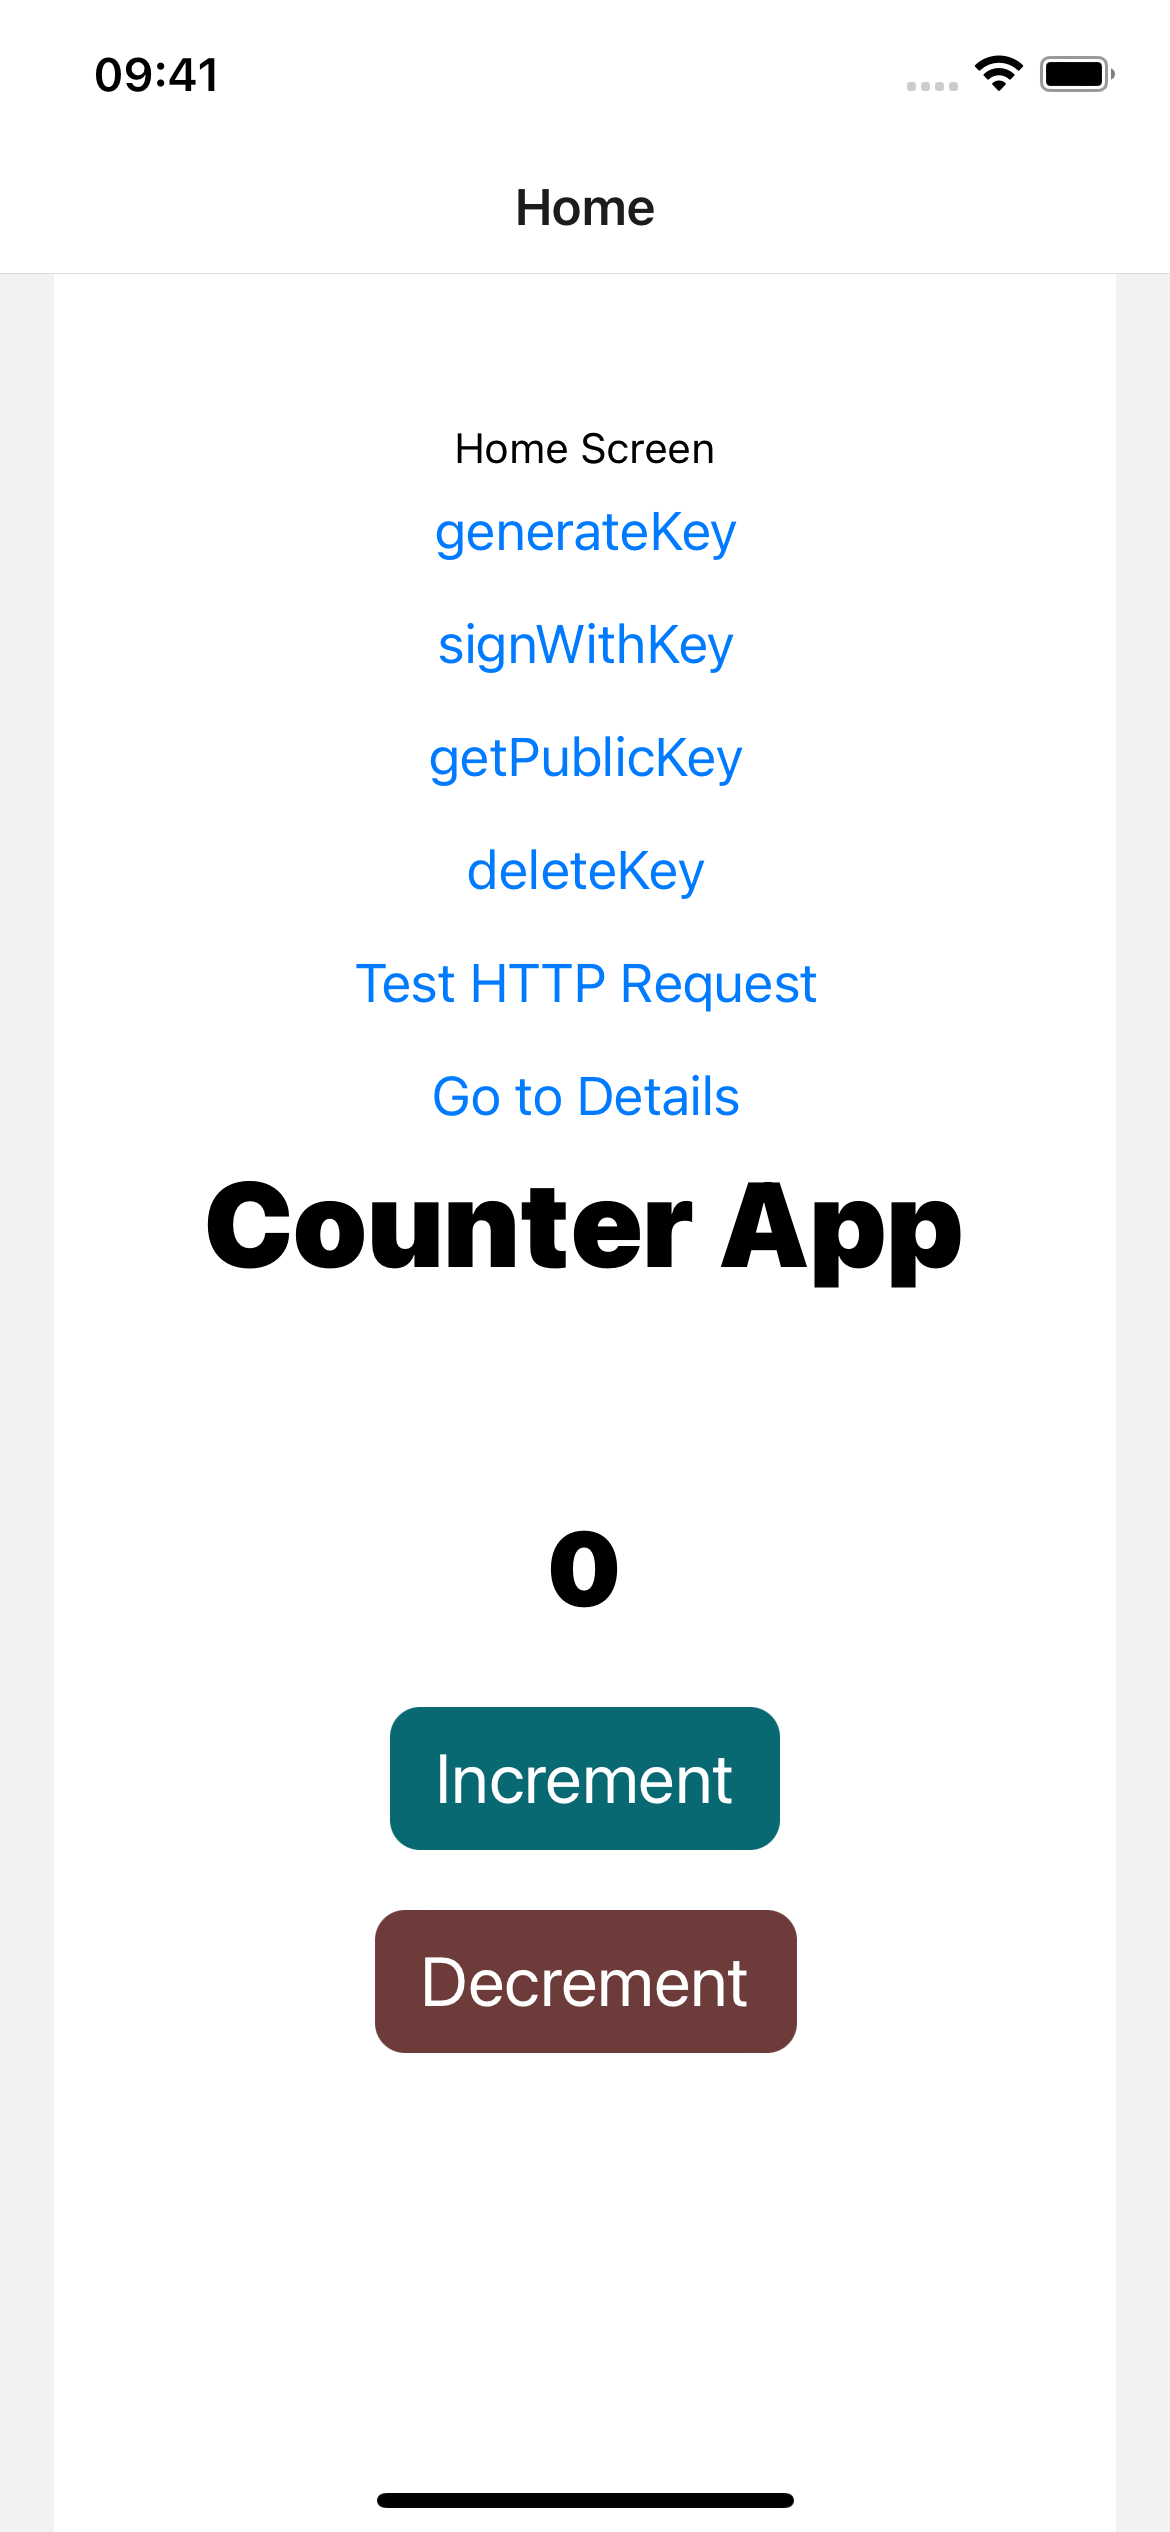 09:41
Home
Home Screen
generateKey
signWithKey
getPublicKey
deleteKey
Test HTTP Request
Go to Details
Counter App
0
Increment
Decrement